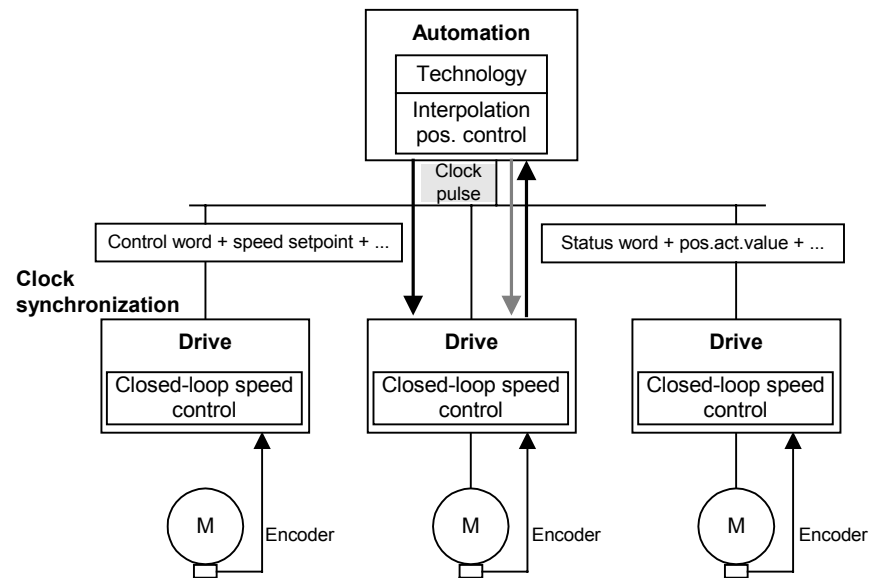 Automation
Technology
Interpolation
pos. control
Clock
pulse
Control word + speed setpoint + ...
Status word + pos.act.value + ...
Clock
synchronization
Drive
Closed-loop speed
control
Drive
Closed-loop speed
control
Drive
Closed-loop speed
control
M
Encoder
M
Encoder
M
Encoder